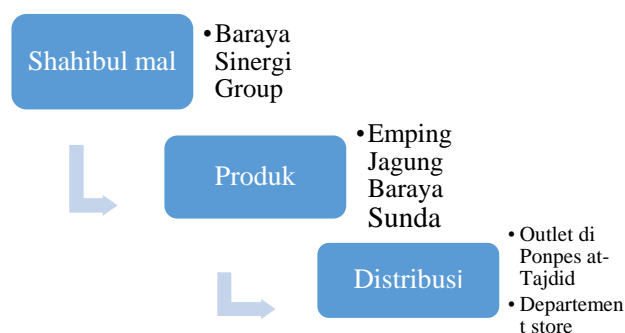 Shahibul mal
•Baraya
Sinergi
Group
Produk
•Emping
Jagung
Baraya
Sunda
Distribusi
• Outlet di
Ponpes at-
Tajdid
• Departemen
t store